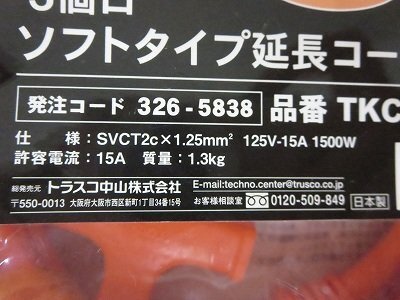 ソフトタイプ延長コー
発注コード 326-5838 品番 TKC
仕 様：SVCT2c×1.25mm² 125V-15A 1500W
許容電流：15A 質量：1.3kg
総発売元 トラスコ中山株式会社 E-mail:techno.center@trusco.co.jp
〒550-0013 大阪府大阪市西区新町1丁目34番15号 お客様相談室 0120-509-849 日本製